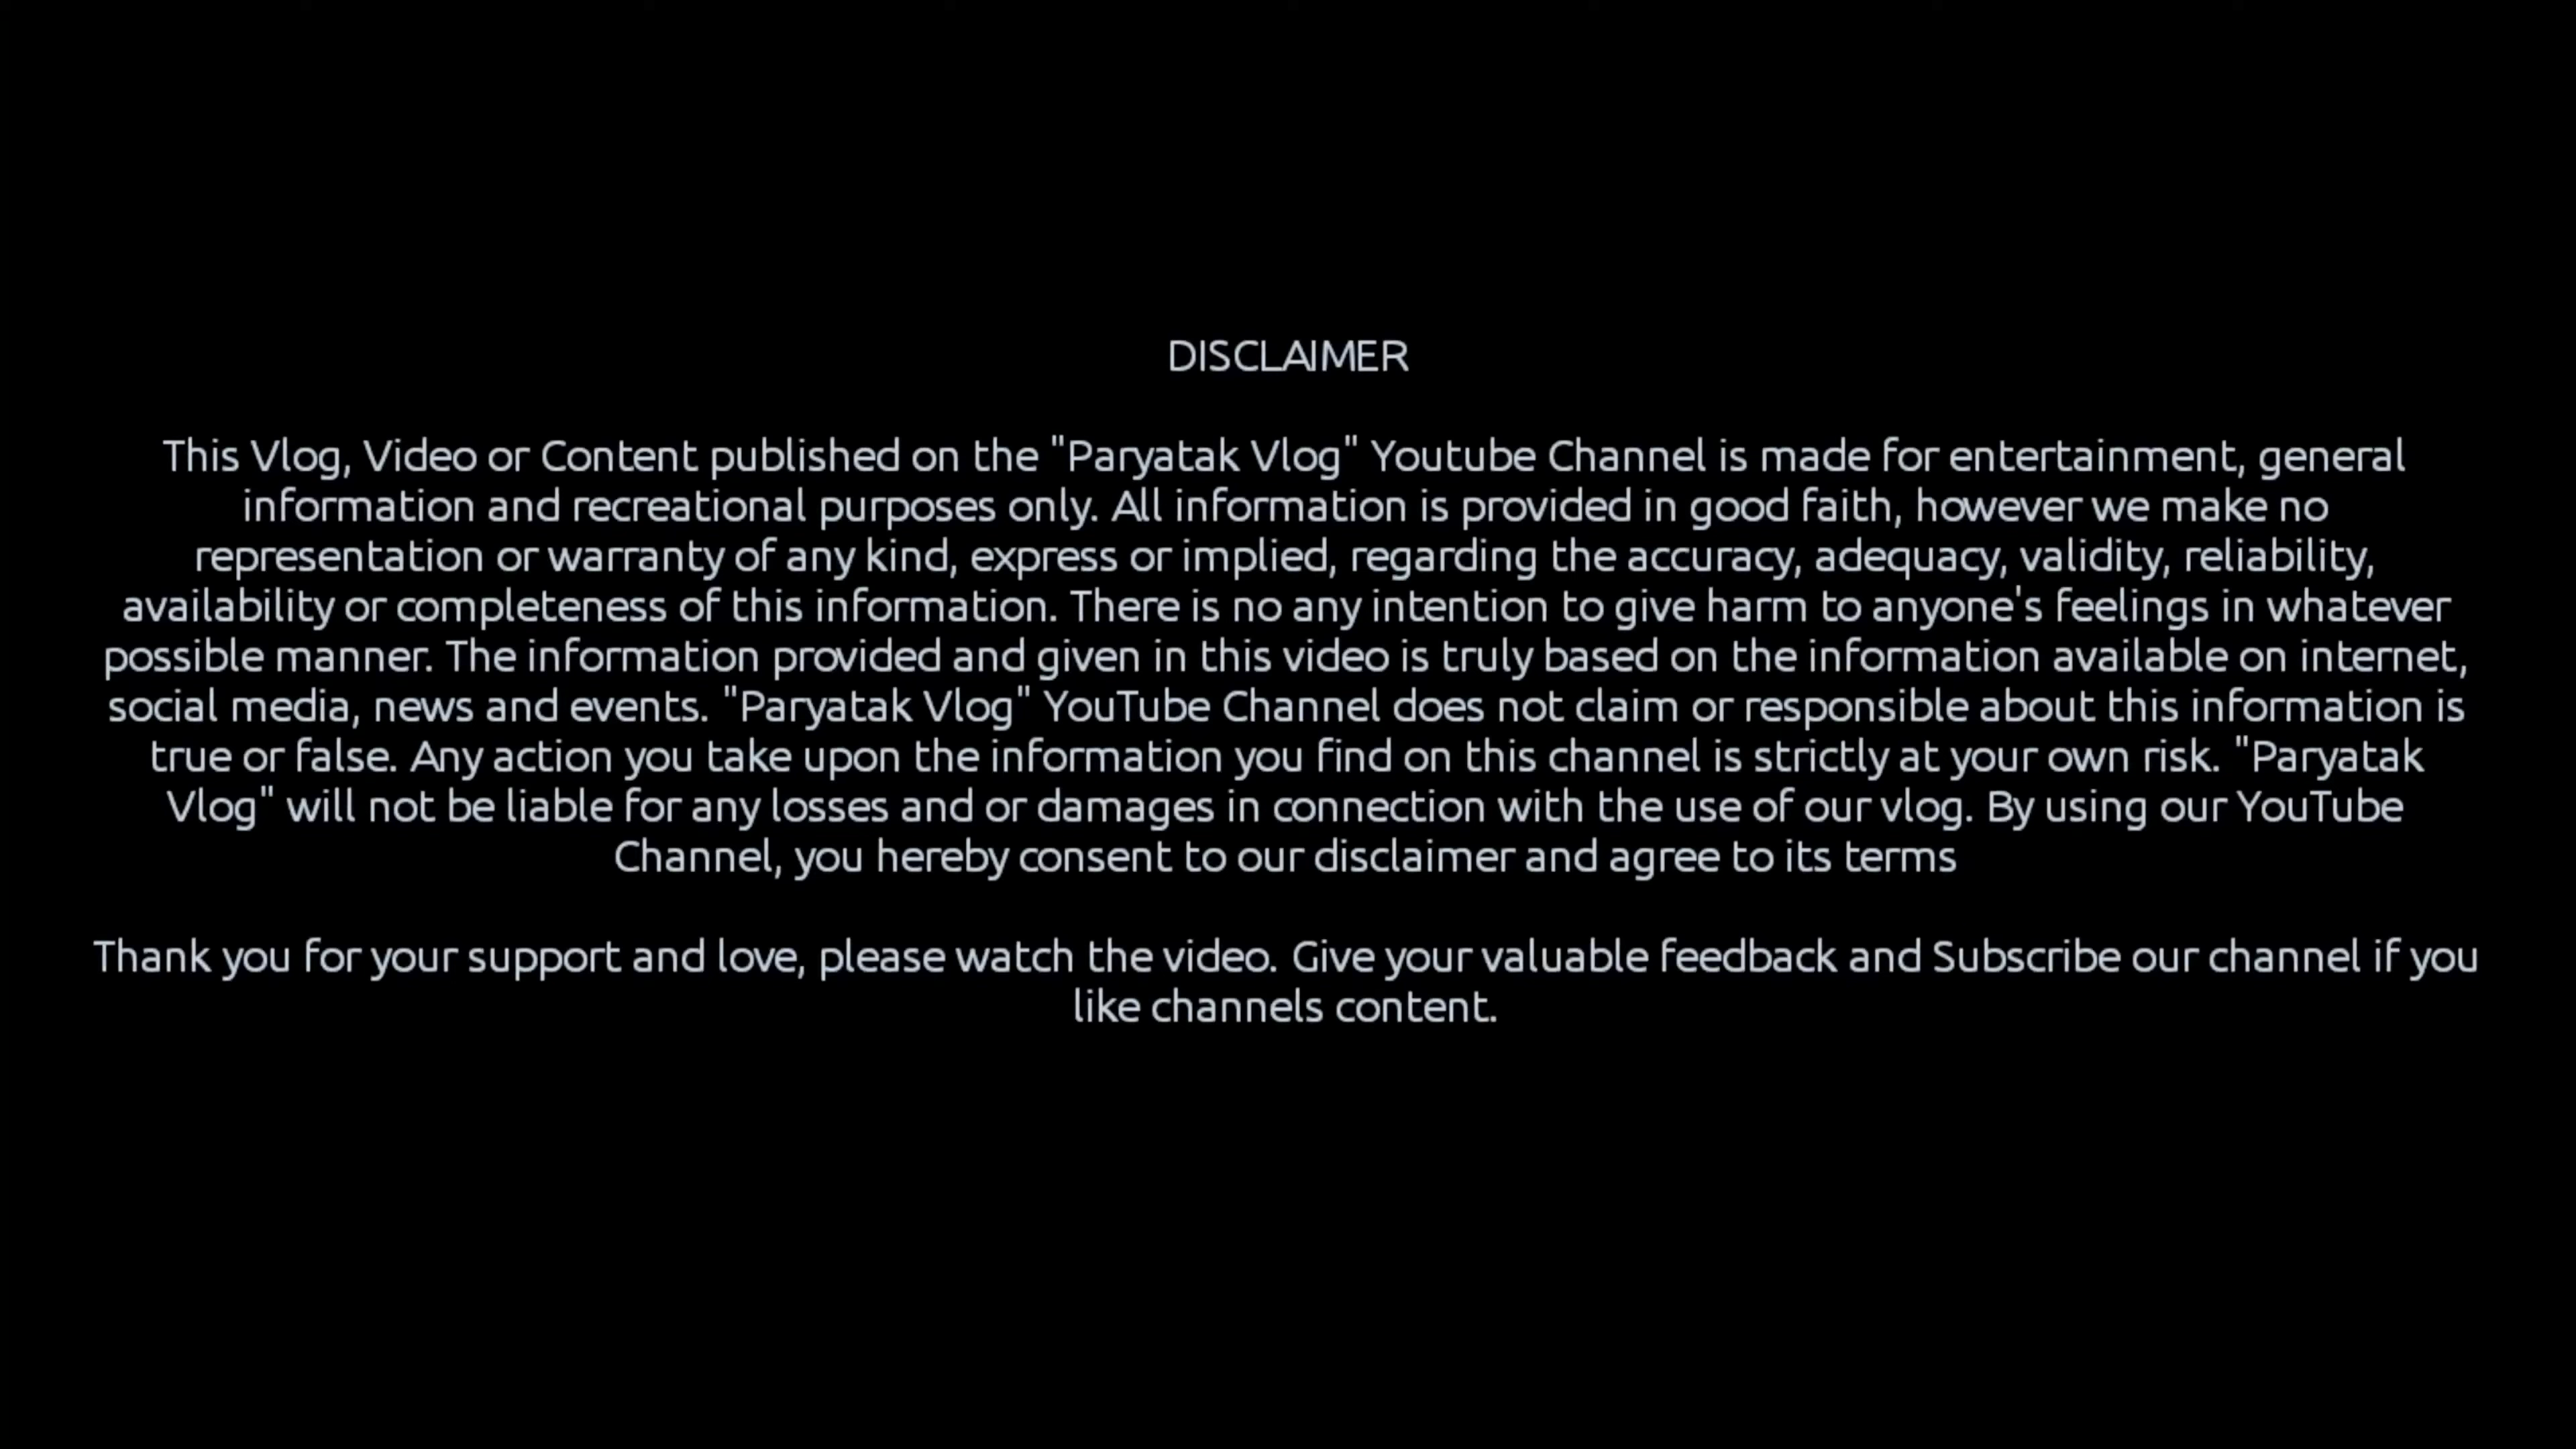 DISCLAIMER
This Vlog, Video or Content published on the "Paryatak Vlog" Youtube Channel is made for entertainment, general
information and recreational purposes only. All information is provided in good faith, however we make no
representation or warranty of any kind, express or implied, regarding the accuracy, adequacy, validity, reliability,
availability or completeness of this information. There is no any intention to give harm to anyone's feelings in whatever
possible manner. The information provided and given in this video is truly based on the information available on internet,
social media, news and events. "Paryatak Vlog" YouTube Channel does not claim or responsible about this information is
true or false. Any action you take upon the information you find on this channel is strictly at your own risk. "Paryatak
Vlog" will not be liable for any losses and or damages in connection with the use of our vlog. By using our YouTube
Channel, you hereby consent to our disclaimer and agree to its terms
Thank you for your support and love, please watch the video. Give your valuable feedback and Subscribe our channel if you
like channels content.